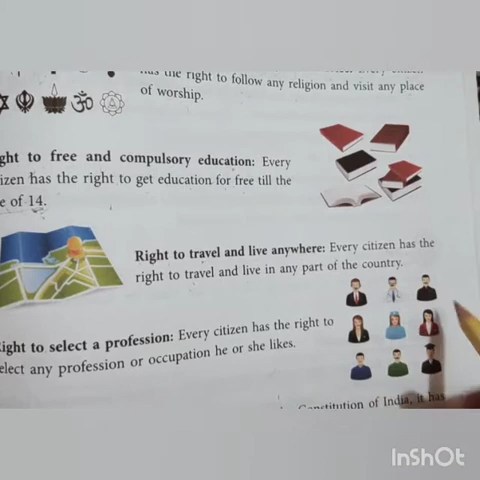 has the right to follow any religion and visit any place
of worship.
ght to free and compulsory education: Every
izen has the right to get education for free till the
e of 14.
Right to travel and live anywhere: Every citizen has the
right to travel and live in any part of the country.
Right to select a profession: Every citizen has the right to
elect any profession or occupation he or she likes.
Constitution of India, it has
InShOt